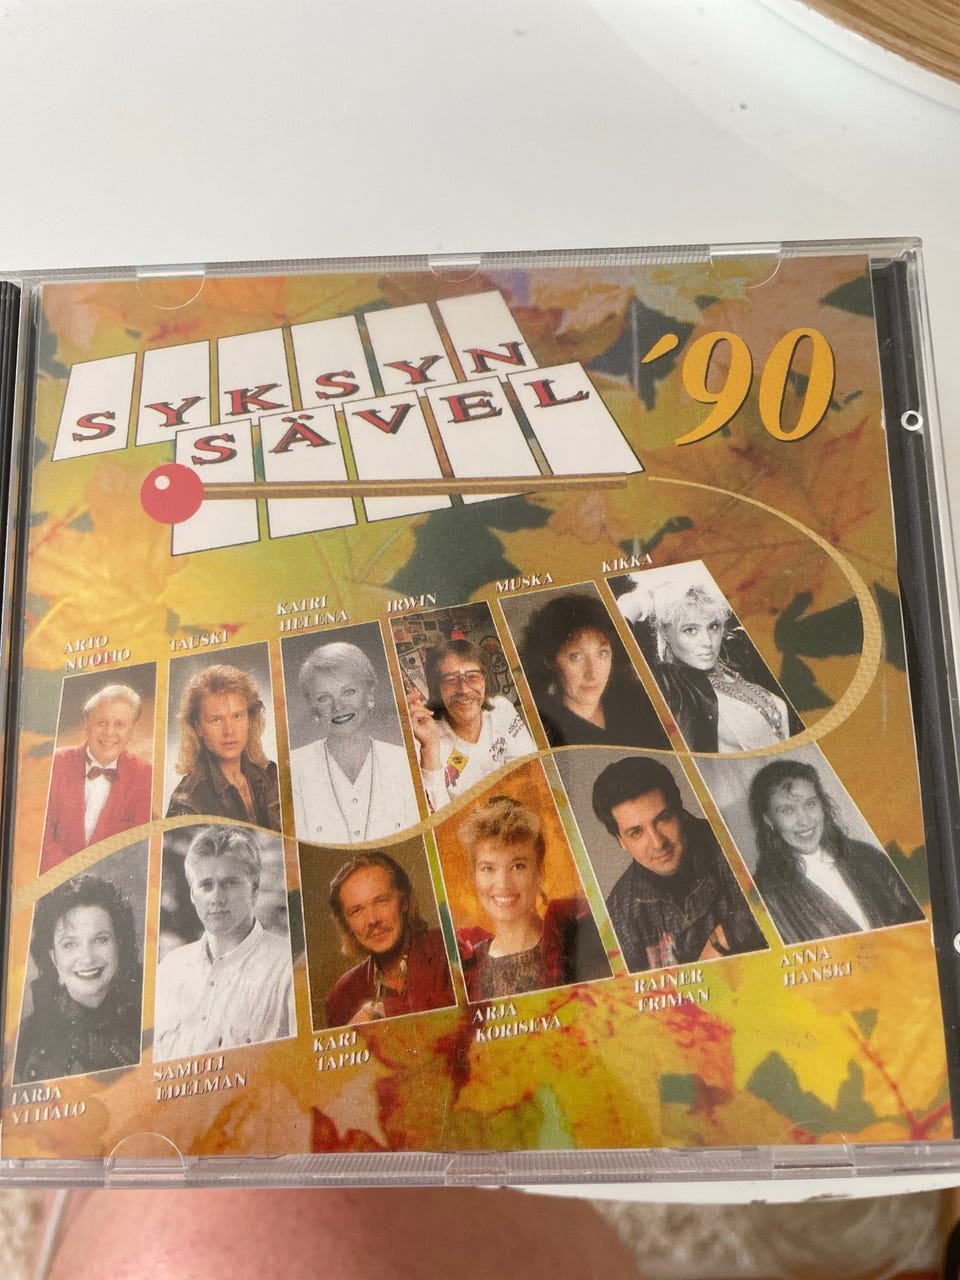 SYKSYN
SÄVEL
'90
ARTO
NUOTIO
TAUSKI
KATRI
HELENA
IRWIN
MUSKA
KIKKA
TARJA
YLITALO
SAMULI
EDELMAN
KARI
TAPIO
ARJA
KORISEVA
RAINER
FRIMAN
ANNA
HANSKI